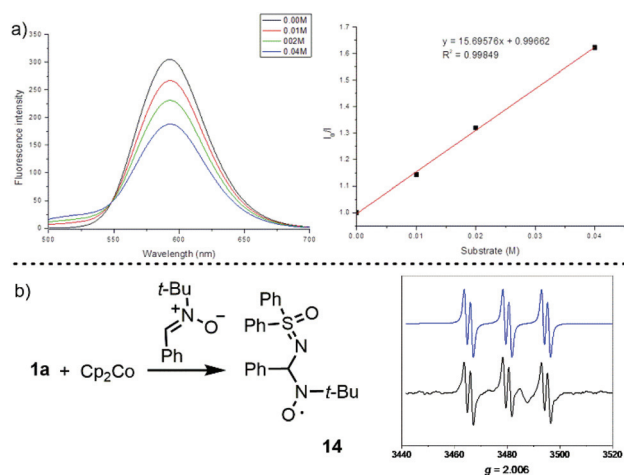 a)
0.00M
0.01M
002M
0.04M
Fluorescence intensity
350
300
250
200
150
100
50
0
500 550 600 650 700
Wavelength (nm)
y = 15.69576x + 0.99662
R² = 0.99849
I₀/I
1.7
1.6
1.5
1.4
1.3
1.2
1.1
1.0
0.00 0.01 0.02 0.03 0.04
Substrate (M)
b)
1a + Cp₂Co
t-Bu
N⁺
O⁻
Ph
Ph
Ph S O
N
Ph
N t-Bu
O·
14
3440 3460 3480 3500 3520
g = 2.006